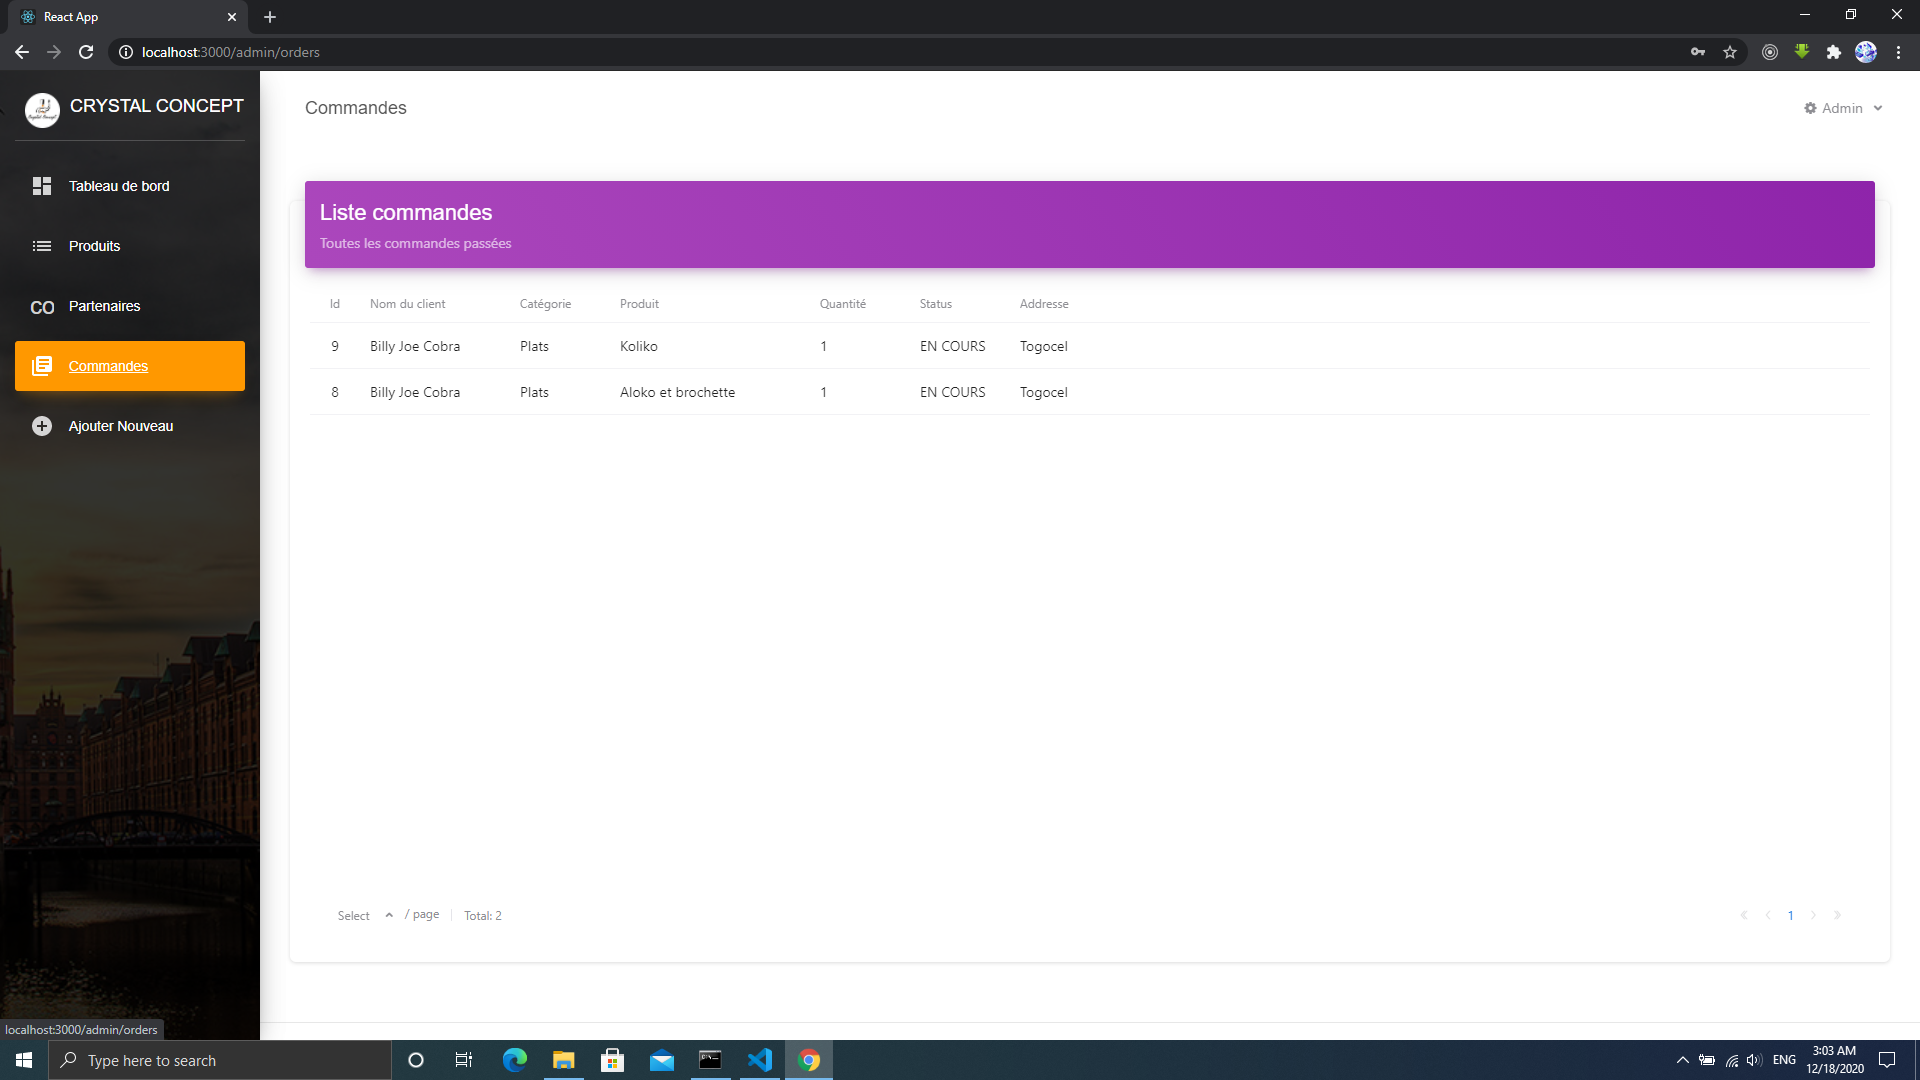 React App
localhost:3000/admin/orders
CRYSTAL CONCEPT
Tableau de bord
Produits
Partenaires
Commandes
Ajouter Nouveau
Commandes
Admin
Liste commandes
Toutes les commandes passées
Id Nom du client Catégorie Produit Quantité Status Addresse
9 Billy Joe Cobra Plats Koliko 1 EN COURS Togocel
8 Billy Joe Cobra Plats Aloko et brochette 1 EN COURS Togocel
Select / page Total: 2
1
localhost:3000/admin/orders
Type here to search
ENG
3:03 AM
12/18/2020